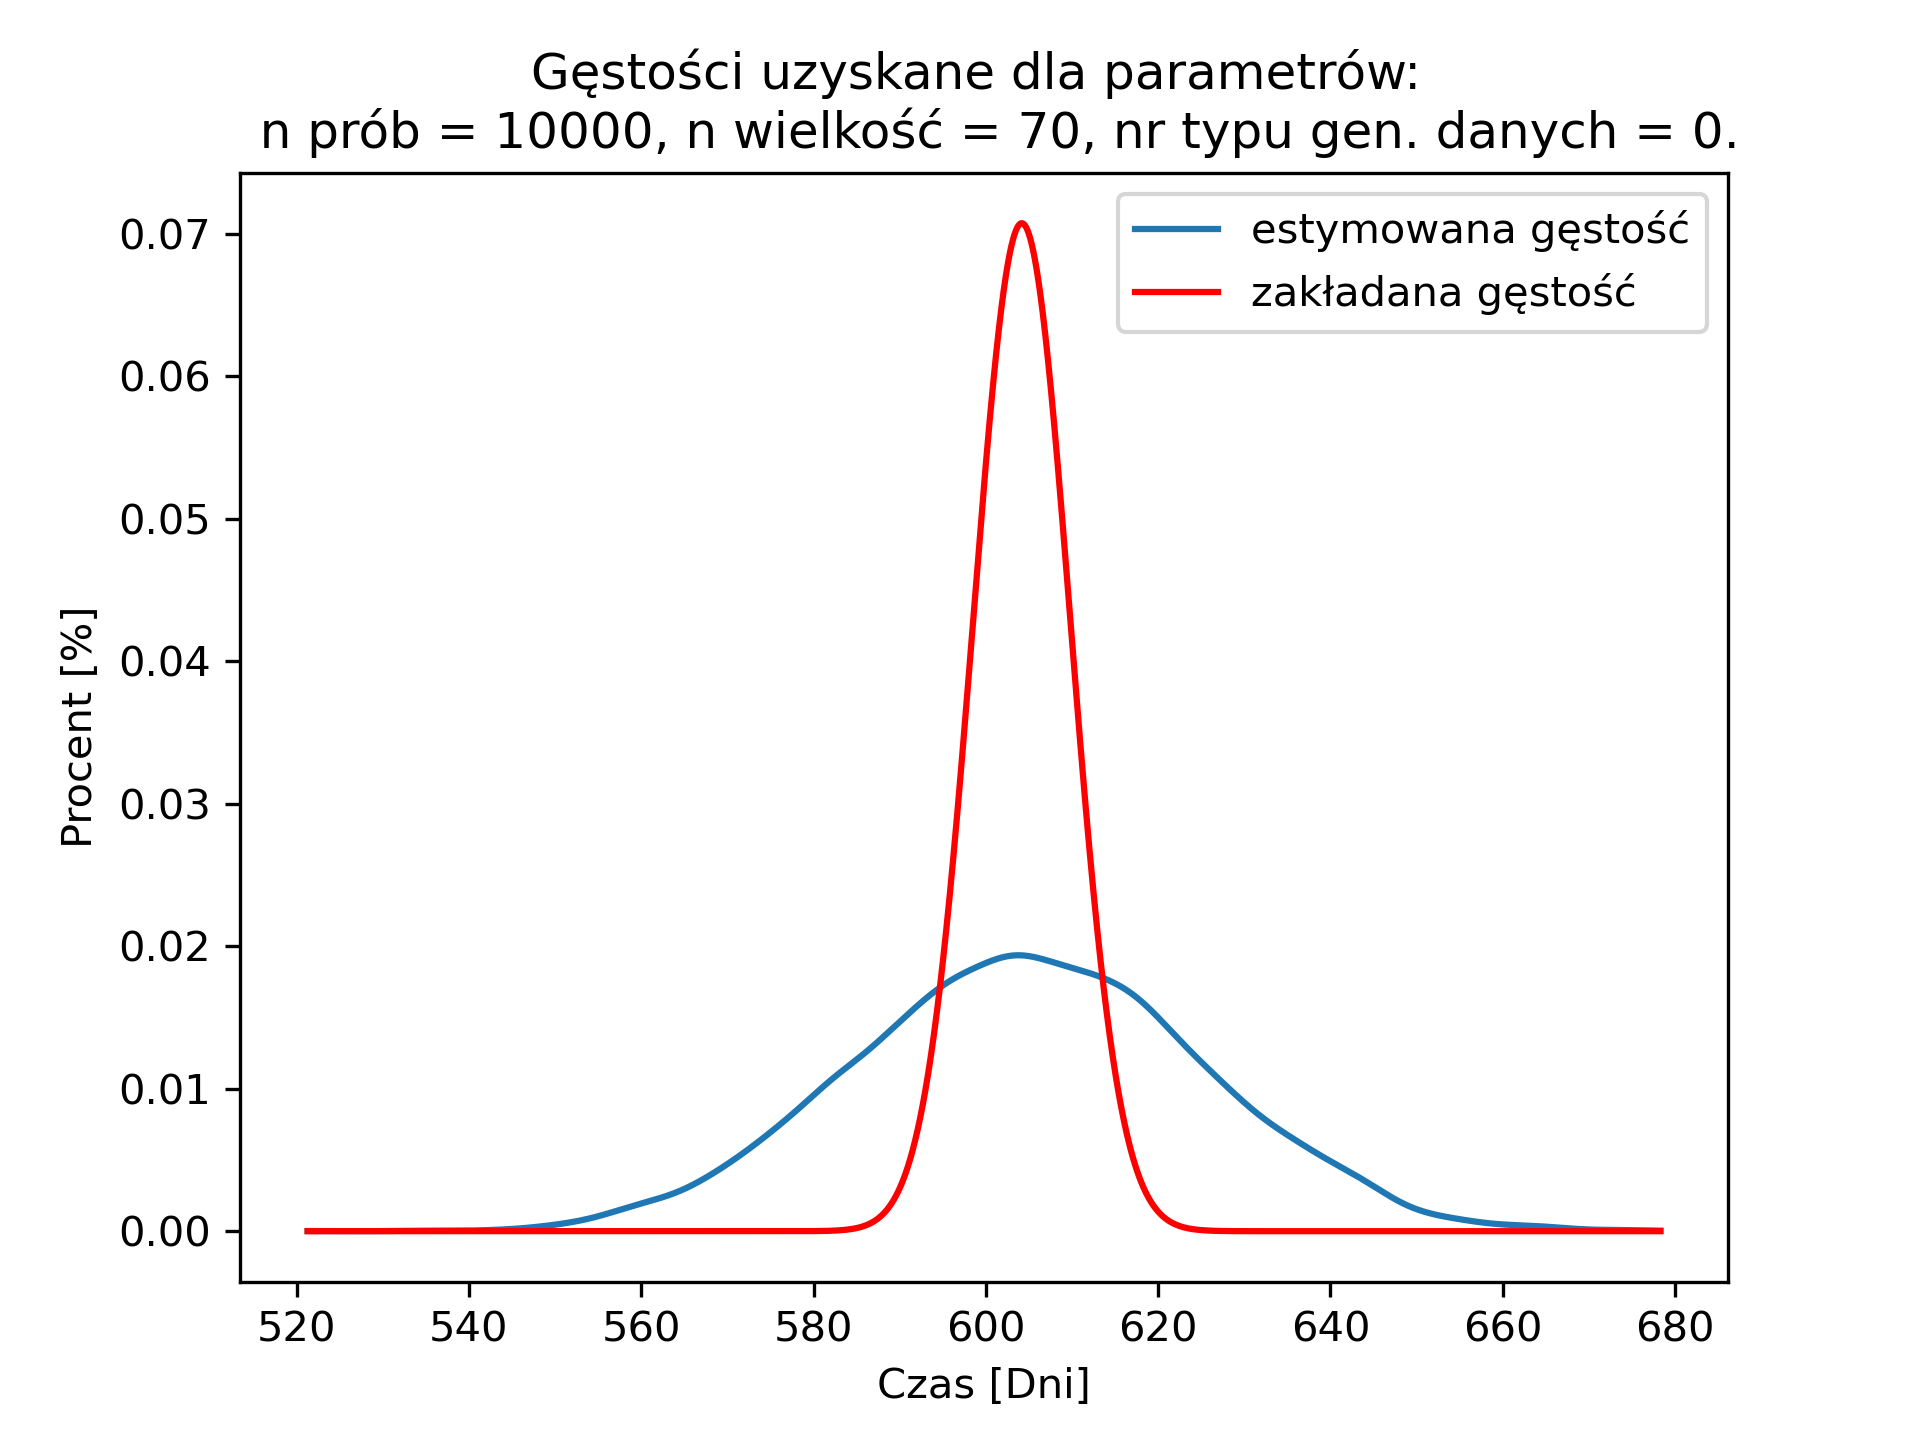 Gęstości uzyskane dla parametrów:
n prób = 10000, n wielkość = 70, nr typu gen. danych = 0.
estymowana gęstość
zakładana gęstość
0.07
0.06
0.05
0.04
0.03
0.02
0.01
0.00
Procent [%]
520 540 560 580 600 620 640 660 680
Czas [Dni]